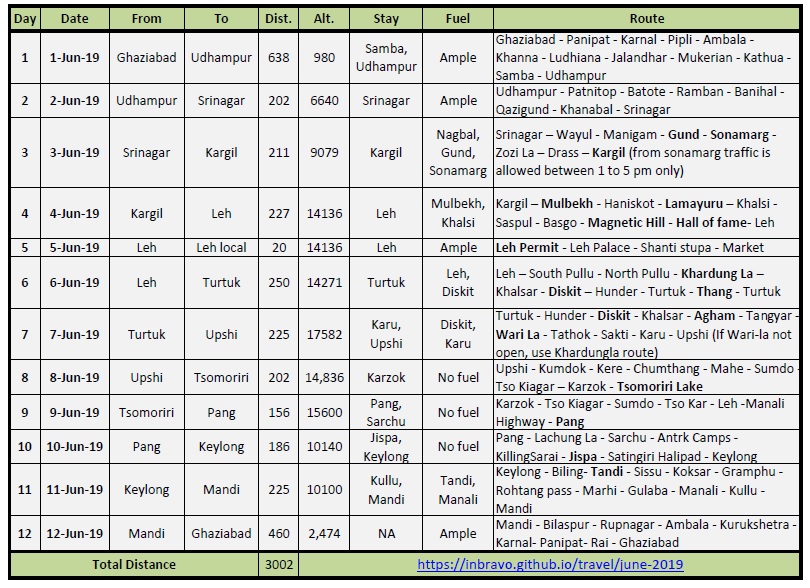 Day Date From To Dist. Alt. Stay Fuel Route
1 1-Jun-19 Ghaziabad Udhampur 638 980 Samba, Udhampur Ample Ghaziabad - Panipat - Karnal - Pipli - Ambala -
Khanna - Ludhiana - Jalandhar - Mukerian - Kathua -
Samba - Udhampur
2 2-Jun-19 Udhampur Srinagar 202 6640 Srinagar Ample Udhampur - Patnitop - Batote - Ramban - Banihal -
Qazigund - Khanabal - Srinagar
3 3-Jun-19 Srinagar Kargil 211 9079 Kargil Nagbal, Gund, Sonamarg Srinagar – Wayul - Manigam - Gund - Sonamarg -
Zozi La – Drass – Kargil (from sonamarg traffic is
allowed between 1 to 5 pm only)
4 4-Jun-19 Kargil Leh 227 14136 Leh Mulbekh, Khalsi Kargil – Mulbekh - Haniskot - Lamayuru – Khalsi -
Saspul - Basgo - Magnetic Hill - Hall of fame- Leh
5 5-Jun-19 Leh Leh local 20 14136 Leh Ample Leh Permit - Leh Palace - Shanti stupa - Market
6 6-Jun-19 Leh Turtuk 250 14271 Turtuk Leh, Diskit Leh – South Pullu - North Pullu - Khardung La –
Khalsar - Diskit – Hunder - Turtuk - Thang - Turtuk
7 7-Jun-19 Turtuk Upshi 225 17582 Karu, Upshi Diskit, Karu Turtuk - Hunder - Diskit - Khalsar - Agham - Tangyar -
Wari La - Tathok - Sakti - Karu - Upshi (If Wari-la not
open, use Khardungla route)
8 8-Jun-19 Upshi Tsomoriri 202 14,836 Karzok No fuel Upshi - Kumdok - Kere - Chumthang - Mahe - Sumdo -
Tso Kiagar – Karzok - Tsomoriri Lake
9 9-Jun-19 Tsomoriri Pang 156 15600 Pang, Sarchu No fuel Karzok - Tso Kiagar - Sumdo - Tso Kar - Leh -Manali
Highway - Pang
10 10-Jun-19 Pang Keylong 186 10140 Jispa, Keylong No fuel Pang - Lachung La - Sarchu - Antrk Camps -
KillingSarai - Jispa - Satingiri Halipad - Keylong
11 11-Jun-19 Keylong Mandi 225 10100 Kullu, Mandi Tandi, Manali Keylong - Biling- Tandi - Sissu - Koksar - Gramphu -
Rohtang pass - Marhi - Gulaba - Manali - Kullu -
Mandi
12 12-Jun-19 Mandi Ghaziabad 460 2,474 NA Ample Mandi - Bilaspur - Rupnagar - Ambala - Kurukshetra -
Karnal- Panipat- Rai - Ghaziabad
Total Distance 3002 https://inbravo.github.io/travel/june-2019